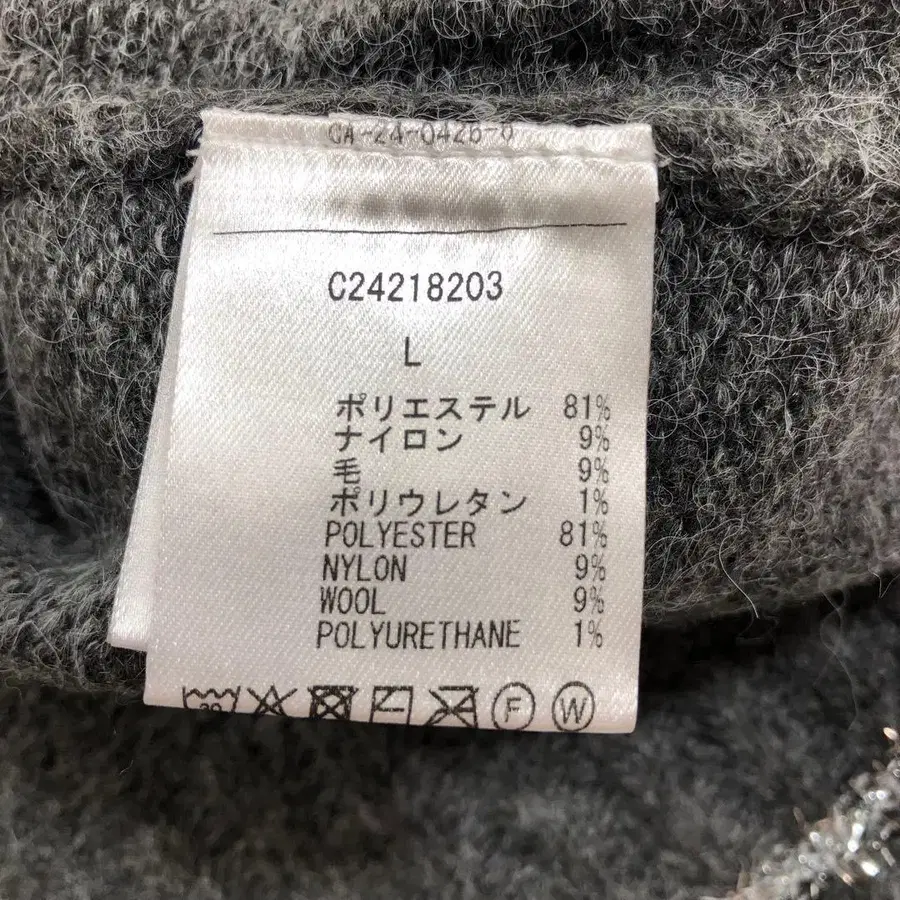 CA-24-0426-6
C24218203
L
ポリエステル 81%
ナイロン 9%
毛 9%
ポリウレタン 1%
POLYESTER 81%
NYLON 9%
WOOL 9%
POLYURETHANE 1%
F W